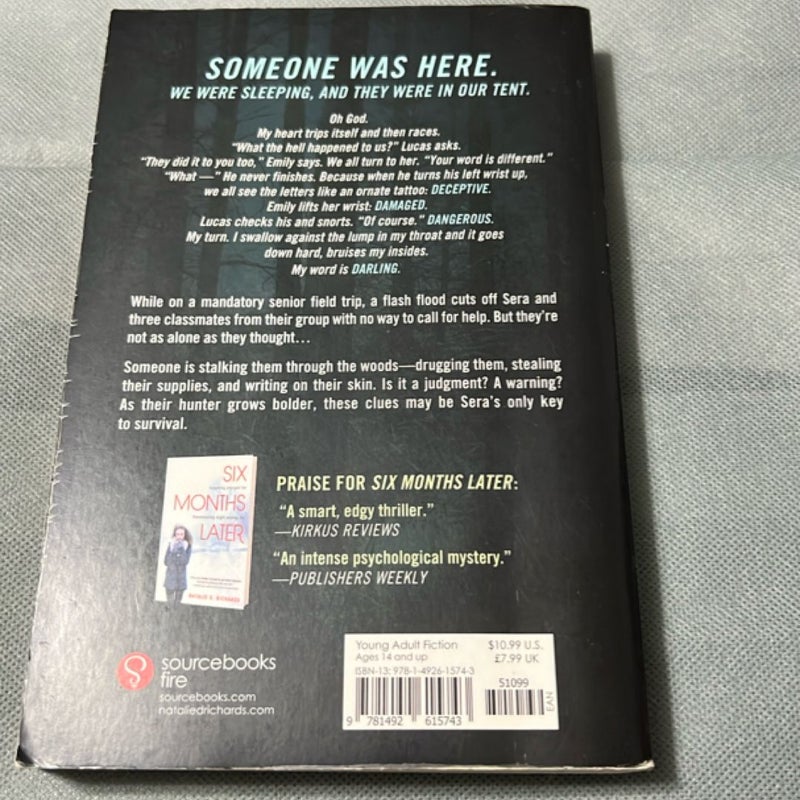 SOMEONE WAS HERE.
WE WERE SLEEPING, AND THEY WERE IN OUR TENT.
Oh God.
My heart trips itself and then races.
"What the hell happened to us?" Lucas asks.
"They did it to you too," Emily says. We all turn to her. "Your word is different."
"What —" He never finishes. Because when he turns his left wrist up,
we all see the letters like an ornate tattoo: DECEPTIVE.
Emily lifts her wrist: DAMAGED.
Lucas checks his and snorts. "Of course." DANGEROUS.
My turn. I swallow against the lump in my throat and it goes
down hard, bruises my insides.
My word is DARLING.
While on a mandatory senior field trip, a flash flood cuts off Sera and
three classmates from their group with no way to call for help. But they're
not as alone as they thought...
Someone is stalking them through the woods—drugging them, stealing
their supplies, and writing on their skin. Is it a judgment? A warning?
As their hunter grows bolder, these clues may be Sera's only key
to survival.
SIX
MONTHS
LATER
NATALIE D. RICHARDS
PRAISE FOR SIX MONTHS LATER:
"A smart, edgy thriller."
—KIRKUS REVIEWS
"An intense psychological mystery."
—PUBLISHERS WEEKLY
sourcebooks
fire
sourcebooks.com
nataliedrichards.com
Young Adult Fiction
Ages 14 and up
$10.99 U.S.
£7.99 UK
ISBN-13: 978-1-4926-1574-3
51099
EAN
9 781492 615743